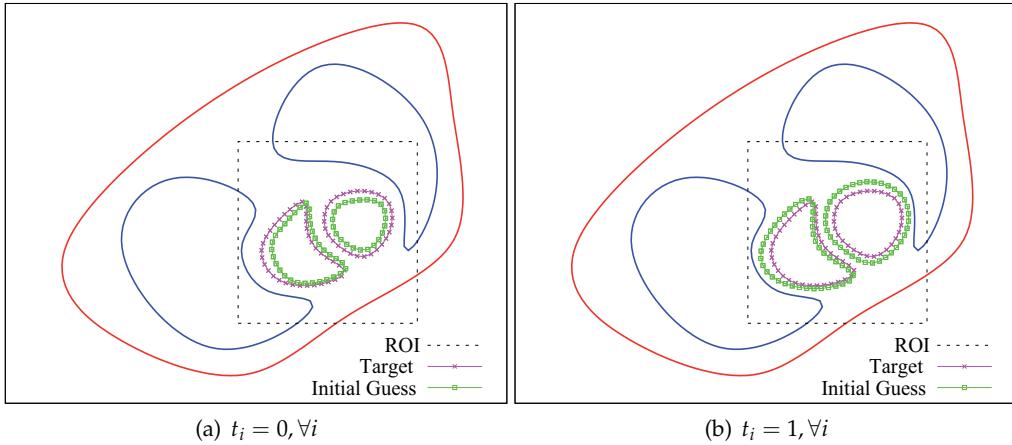 ROI
Target
Initial Guess
ROI
Target
Initial Guess
(a) t_i = 0, ∀i
(b) t_i = 1, ∀i